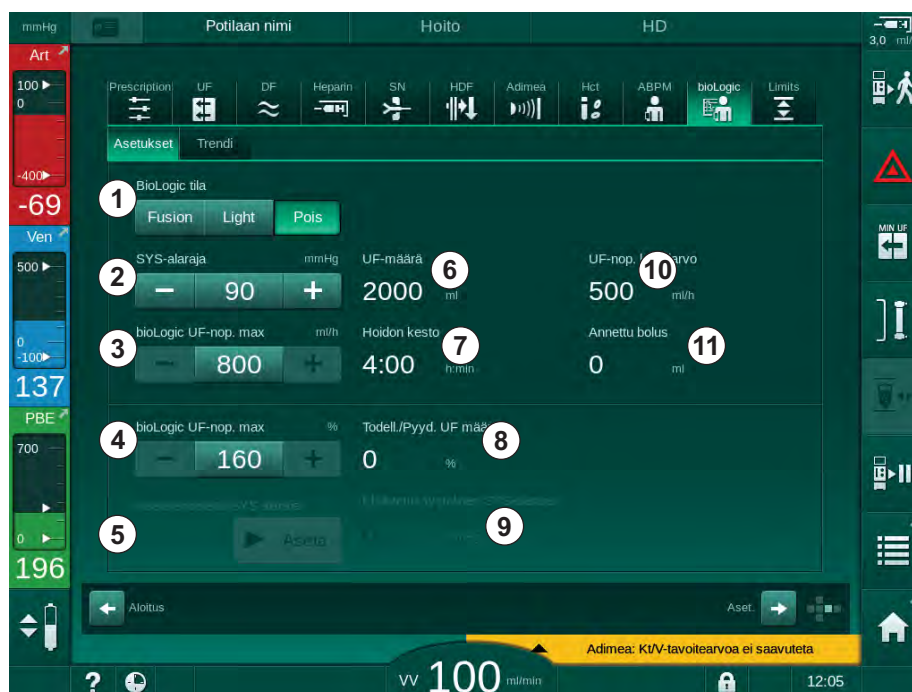 mmHg
Potilaan nimi
Hoito
HD
3,0 ml/
Art
100
0
-400
-69
Ven
500
0
-100
137
PBE
700
0
196
Prescription UF DF Heparin SN HDF Adimea Hct ABPM bioLogic Limits
Asetukset Trendi
1
BioLogic tila
Fusion Light Pois
2
SYS-alaraja mmHg
− 90 +
UF-määrä
6
2000 ml
UF-nop.
10
500 ml/h
3
bioLogic UF-nop. max ml/h
− 800 +
Hoidon kesto
7
4:00 h:min
Annettu bolus
11
0 ml
4
bioLogic UF-nop. max %
− 160 +
Todell./Pyyd. UF
8
0 %
5
Aseta
9
Aloitus
Aset.
MIN UF
Adimea: Kt/V-tavoitearvoa ei saavuteta
?
VV 100 ml/min
12:05